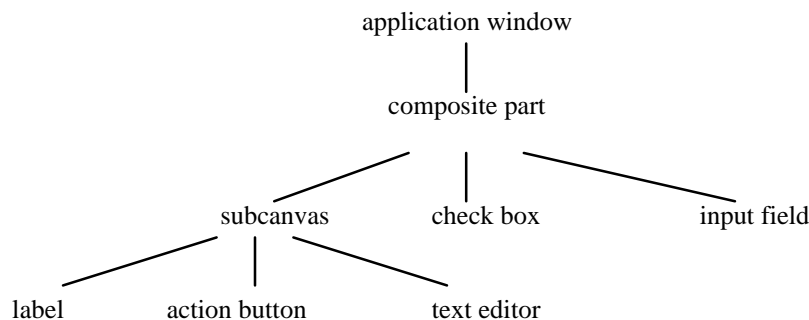 application window
composite part
subcanvas check box input field
label action button text editor